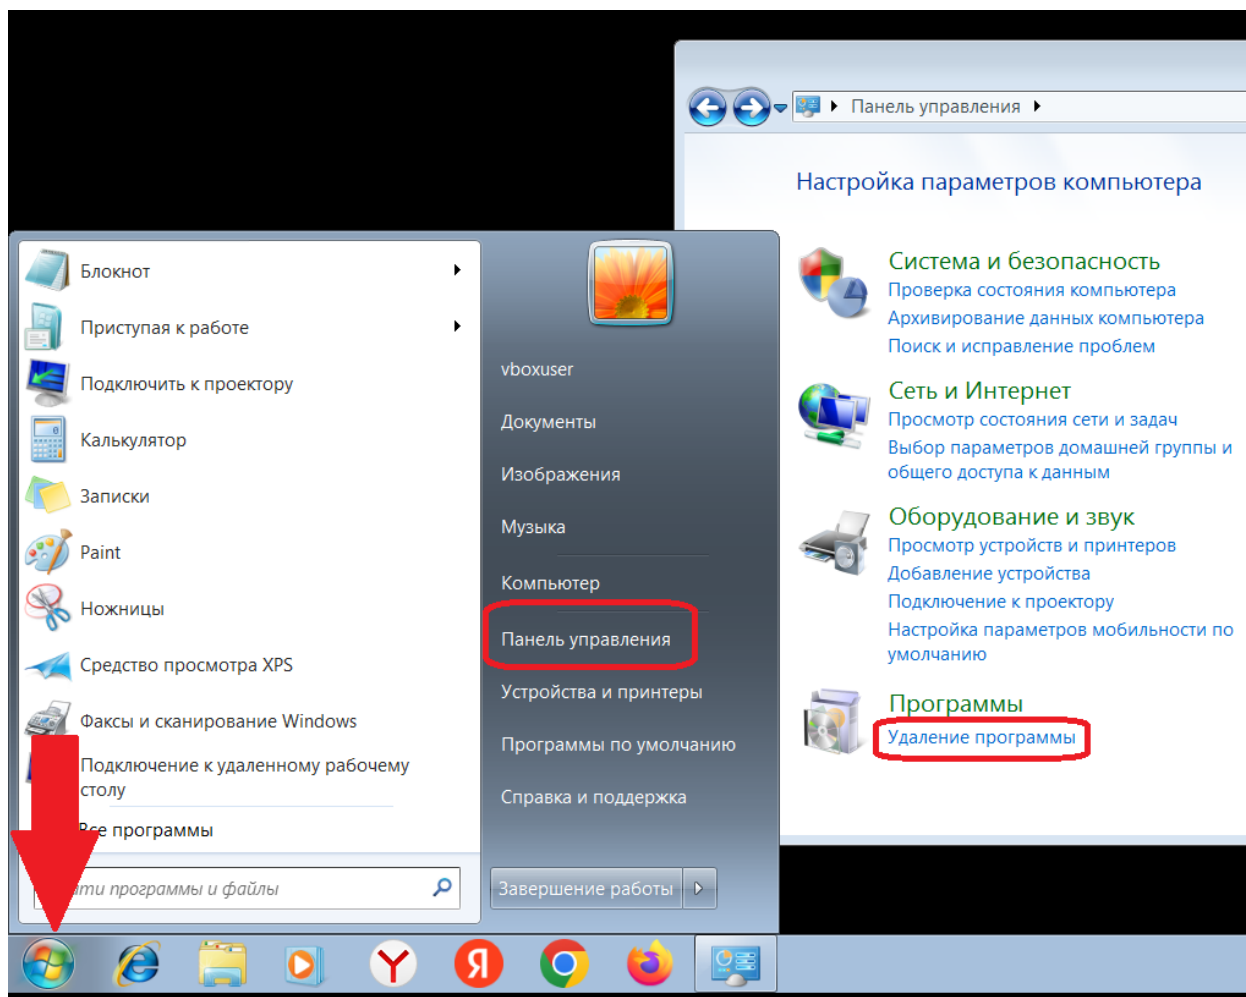 Панель управления
Настройка параметров компьютера
Система и безопасность
Проверка состояния компьютера
Архивирование данных компьютера
Поиск и исправление проблем
Сеть и Интернет
Просмотр состояния сети и задач
Выбор параметров домашней группы и
общего доступа к данным
Оборудование и звук
Просмотр устройств и принтеров
Добавление устройства
Подключение к проектору
Настройка параметров мобильности по
умолчанию
Программы
Удаление программы
Блокнот
Приступая к работе
Подключить к проектору
Калькулятор
Записки
Paint
Ножницы
Средство просмотра XPS
Факсы и сканирование Windows
Подключение к удаленному рабочему
столу
Все программы
программы и файлы
vboxuser
Документы
Изображения
Музыка
Компьютер
Панель управления
Устройства и принтеры
Программы по умолчанию
Справка и поддержка
Завершение работы